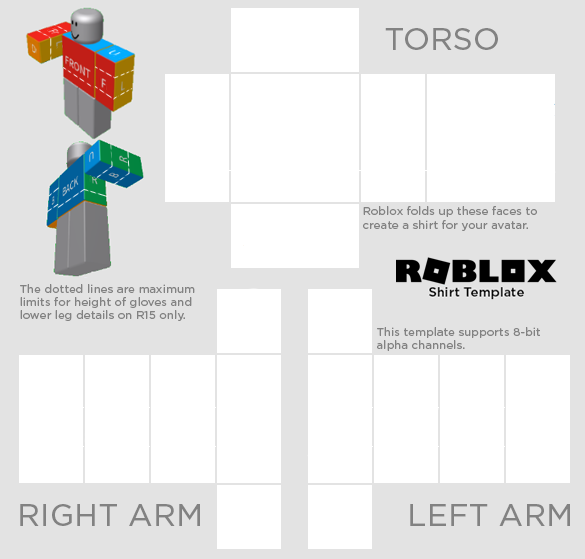 TORSO
FRONT
F
L
U
R
D
BACK
R
B
U
Roblox folds up these faces to
create a shirt for your avatar.
ROBLOX
Shirt Template
The dotted lines are maximum
limits for height of gloves and
lower leg details on R15 only.
This template supports 8-bit
alpha channels.
RIGHT ARM
LEFT ARM